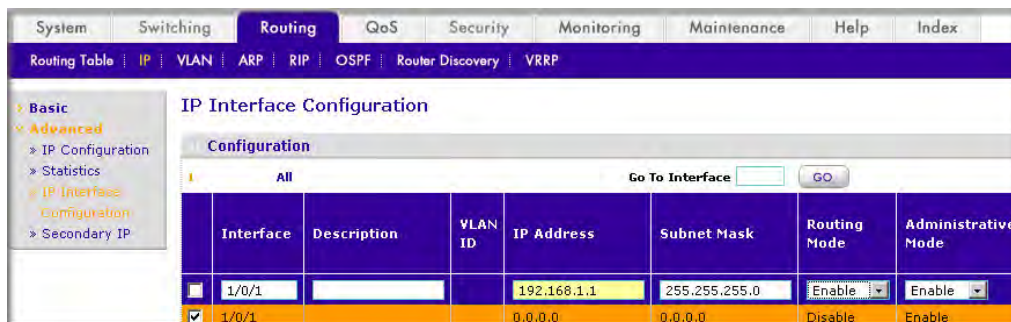 System Switching Routing QoS Security Monitoring Maintenance Help Index
Routing Table IP VLAN ARP RIP OSPF Router Discovery VRRP
Basic
Advanced
» IP Configuration
» Statistics
» IP Interface
Configuration
» Secondary IP
IP Interface Configuration
Configuration
1 All Go To Interface GO
Interface Description VLAN ID IP Address Subnet Mask Routing Mode Administrative Mode
1/0/1 192.168.1.1 255.255.255.0 Enable Enable
1/0/1 0.0.0.0 0.0.0.0 Disable Enable